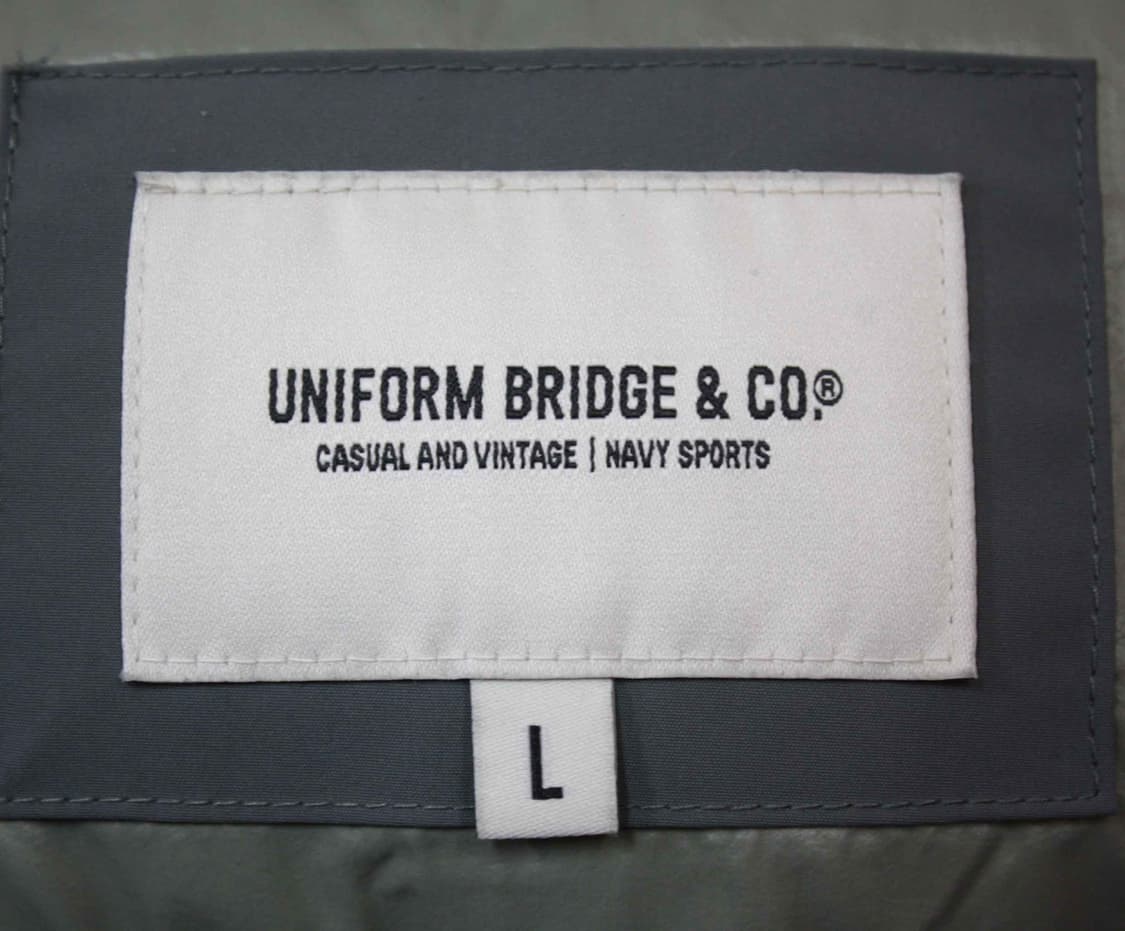 UNIFORM BRIDGE & CO.®
CASUAL AND VINTAGE | NAVY SPORTS
L